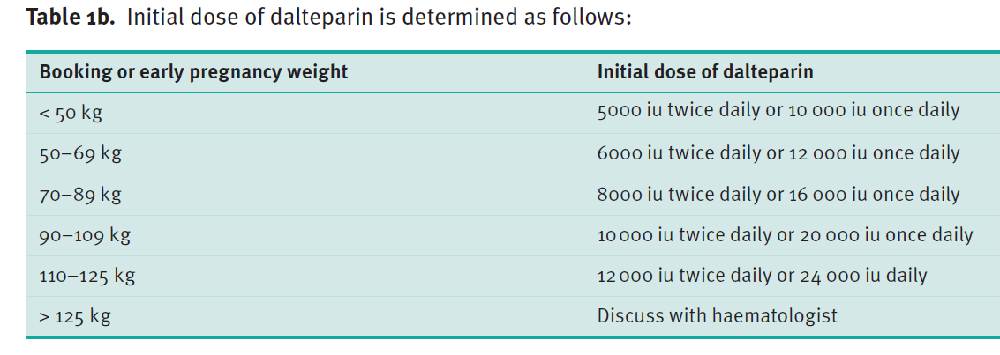 Table 1b. Initial dose of dalteparin is determined as follows:
Booking or early pregnancy weight Initial dose of dalteparin
< 50 kg 5000 iu twice daily or 10 000 iu once daily
50–69 kg 6000 iu twice daily or 12 000 iu once daily
70–89 kg 8000 iu twice daily or 16 000 iu once daily
90–109 kg 10 000 iu twice daily or 20 000 iu once daily
110–125 kg 12 000 iu twice daily or 24 000 iu daily
> 125 kg Discuss with haematologist